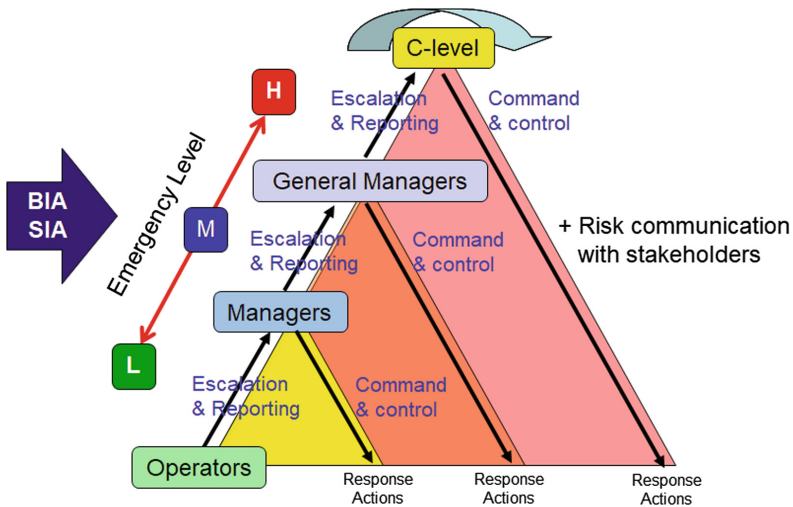 C-level
H
Escalation
& Reporting
Command
& control
BIA
SIA
Emergency Level
General Managers
M
Escalation
& Reporting
Command
& control
+ Risk communication
with stakeholders
Managers
L
Escalation
& Reporting
Command
& control
Operators
Response
Actions
Response
Actions
Response
Actions